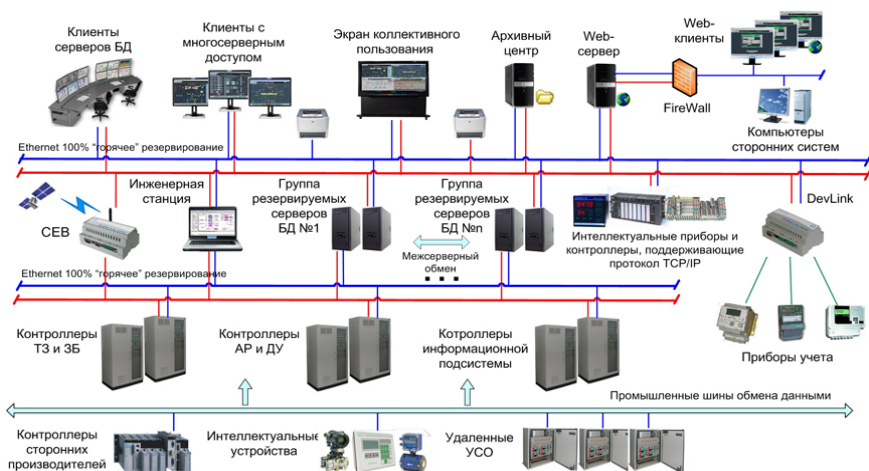 Клиенты
серверов БД
Клиенты с
многосерверным
доступом
Экран коллективного
пользования
Архивный
центр
Web-
сервер
Web-
клиенты
FireWall
Компьютеры
сторонних систем
Ethernet 100% "горячее" резервирование
СЕВ
Инженерная
станция
Группа
резервируемых
серверов
БД №1
Группа
резервируемых
серверов
БД №n
Межсерверный
обмен
Интеллектуальные приборы и
контроллеры, поддерживающие
протокол TCP/IP
DevLink
Ethernet 100% "горячее" резервирование
Контроллеры
ТЗ и ЗБ
Контроллеры
АР и ДУ
Котроллеры
информационной
подсистемы
Приборы учета
Промышленные шины обмена данными
Контроллеры
сторонних
производителей
Интеллектуальные
устройства
Удаленные
УСО